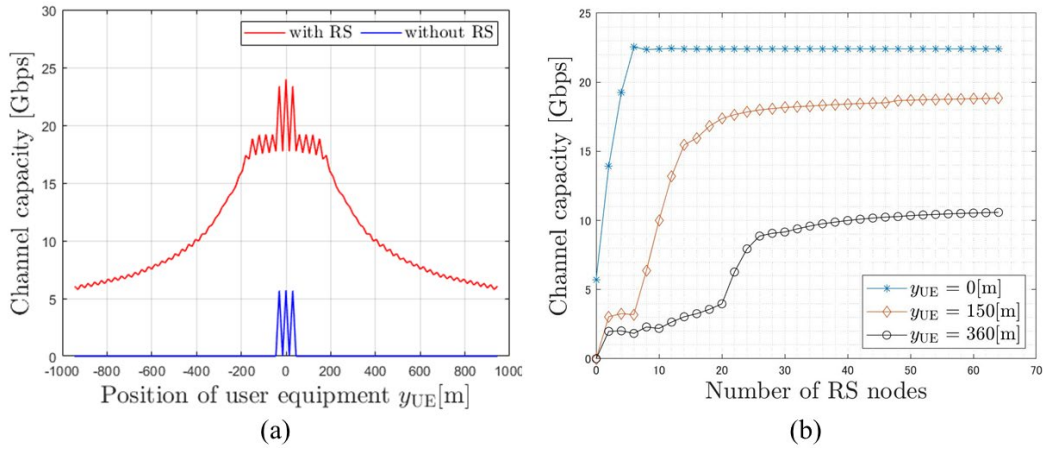 30
25
20
15
10
5
0
-1000 -800 -600 -400 -200 0 200 400 600 800 1000
Channel capacity [Gbps]
with RS without RS
Position of user equipment yUE[m]
(a)
25
20
15
10
5
0
0 10 20 30 40 50 60 70
Channel capacity [Gbps]
yUE = 0[m]
yUE = 150[m]
yUE = 360[m]
Number of RS nodes
(b)